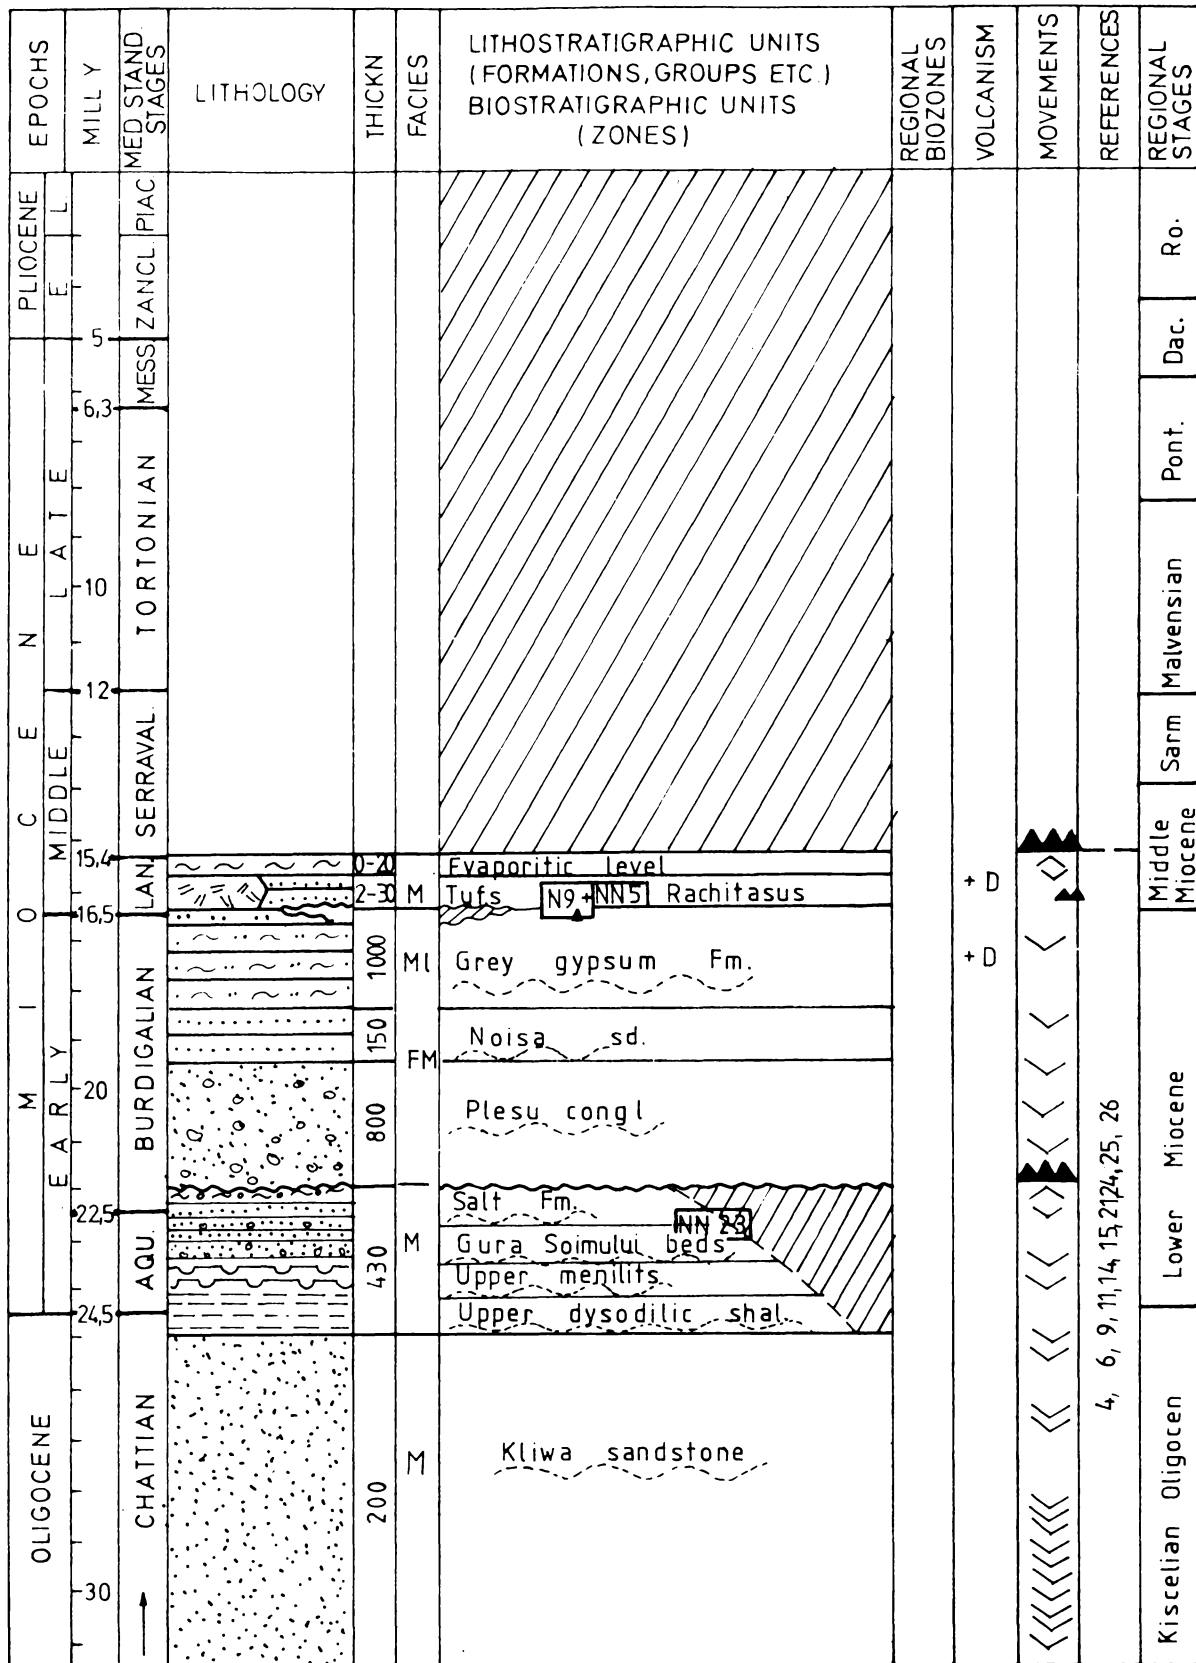 EPOCHS
MILL Y
MED STAND.
STAGES
LITHOLOGY
THICKN
FACIES
LITHOSTRATIGRAPHIC UNITS
(FORMATIONS, GROUPS ETC.)
BIOSTRATIGRAPHIC UNITS
(ZONES)
REGIONAL
BIOZONES
VOLCANISM
MOVEMENTS
REFERENCES
REGIONAL
STAGES
PLIOCENE
L
E
MIOCENE
LATE
MIDDLE
EARLY
OLIGOCENE
5
6,3
10
12
15,4
16,5
20
22,5
24,5
30
PIAC
ZANCL.
MESS.
TORTONIAN
SERRAVAL.
LAN.
BURDIGALIAN
AQU.
CHATTIAN
0-20
2-30
1000
150
800
430
200
M
Ml
FM
M
M
Evaporitic level
Tufs N9 + NN5 Rachitasus
Grey gypsum Fm.
Noisa sd.
Plesu congl
Salt Fm.
NN 23
Gura Soimului beds
Upper menilits
Upper dysodilic shal.
Kliwa sandstone
+ D
+ D
4, 6, 9, 11, 14, 15, 21,24, 25, 26
Ro.
Dac.
Pont.
Malvensian
Sarm
Middle
Miocene
Lower Miocene
Kiscelian Oligocen